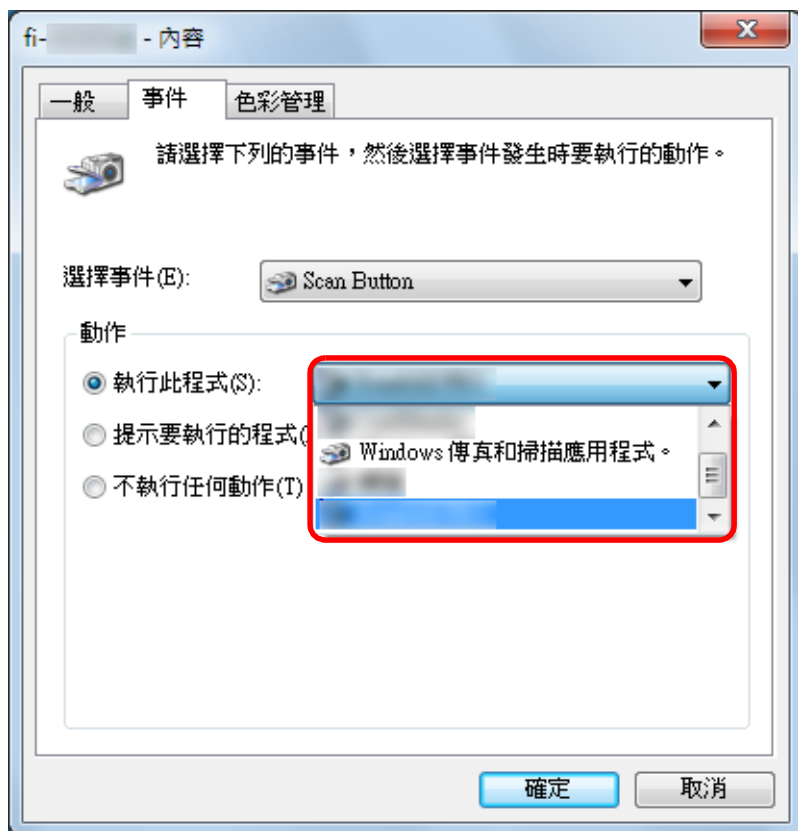 fi- - 內容
一般
事件
色彩管理
請選擇下列的事件，然後選擇事件發生時要執行的動作。
選擇事件(E):
Scan Button
動作
執行此程式(S):
提示要執行的程式(
Windows 傳真和掃描應用程式。
不執行任何動作(T)
確定
取消